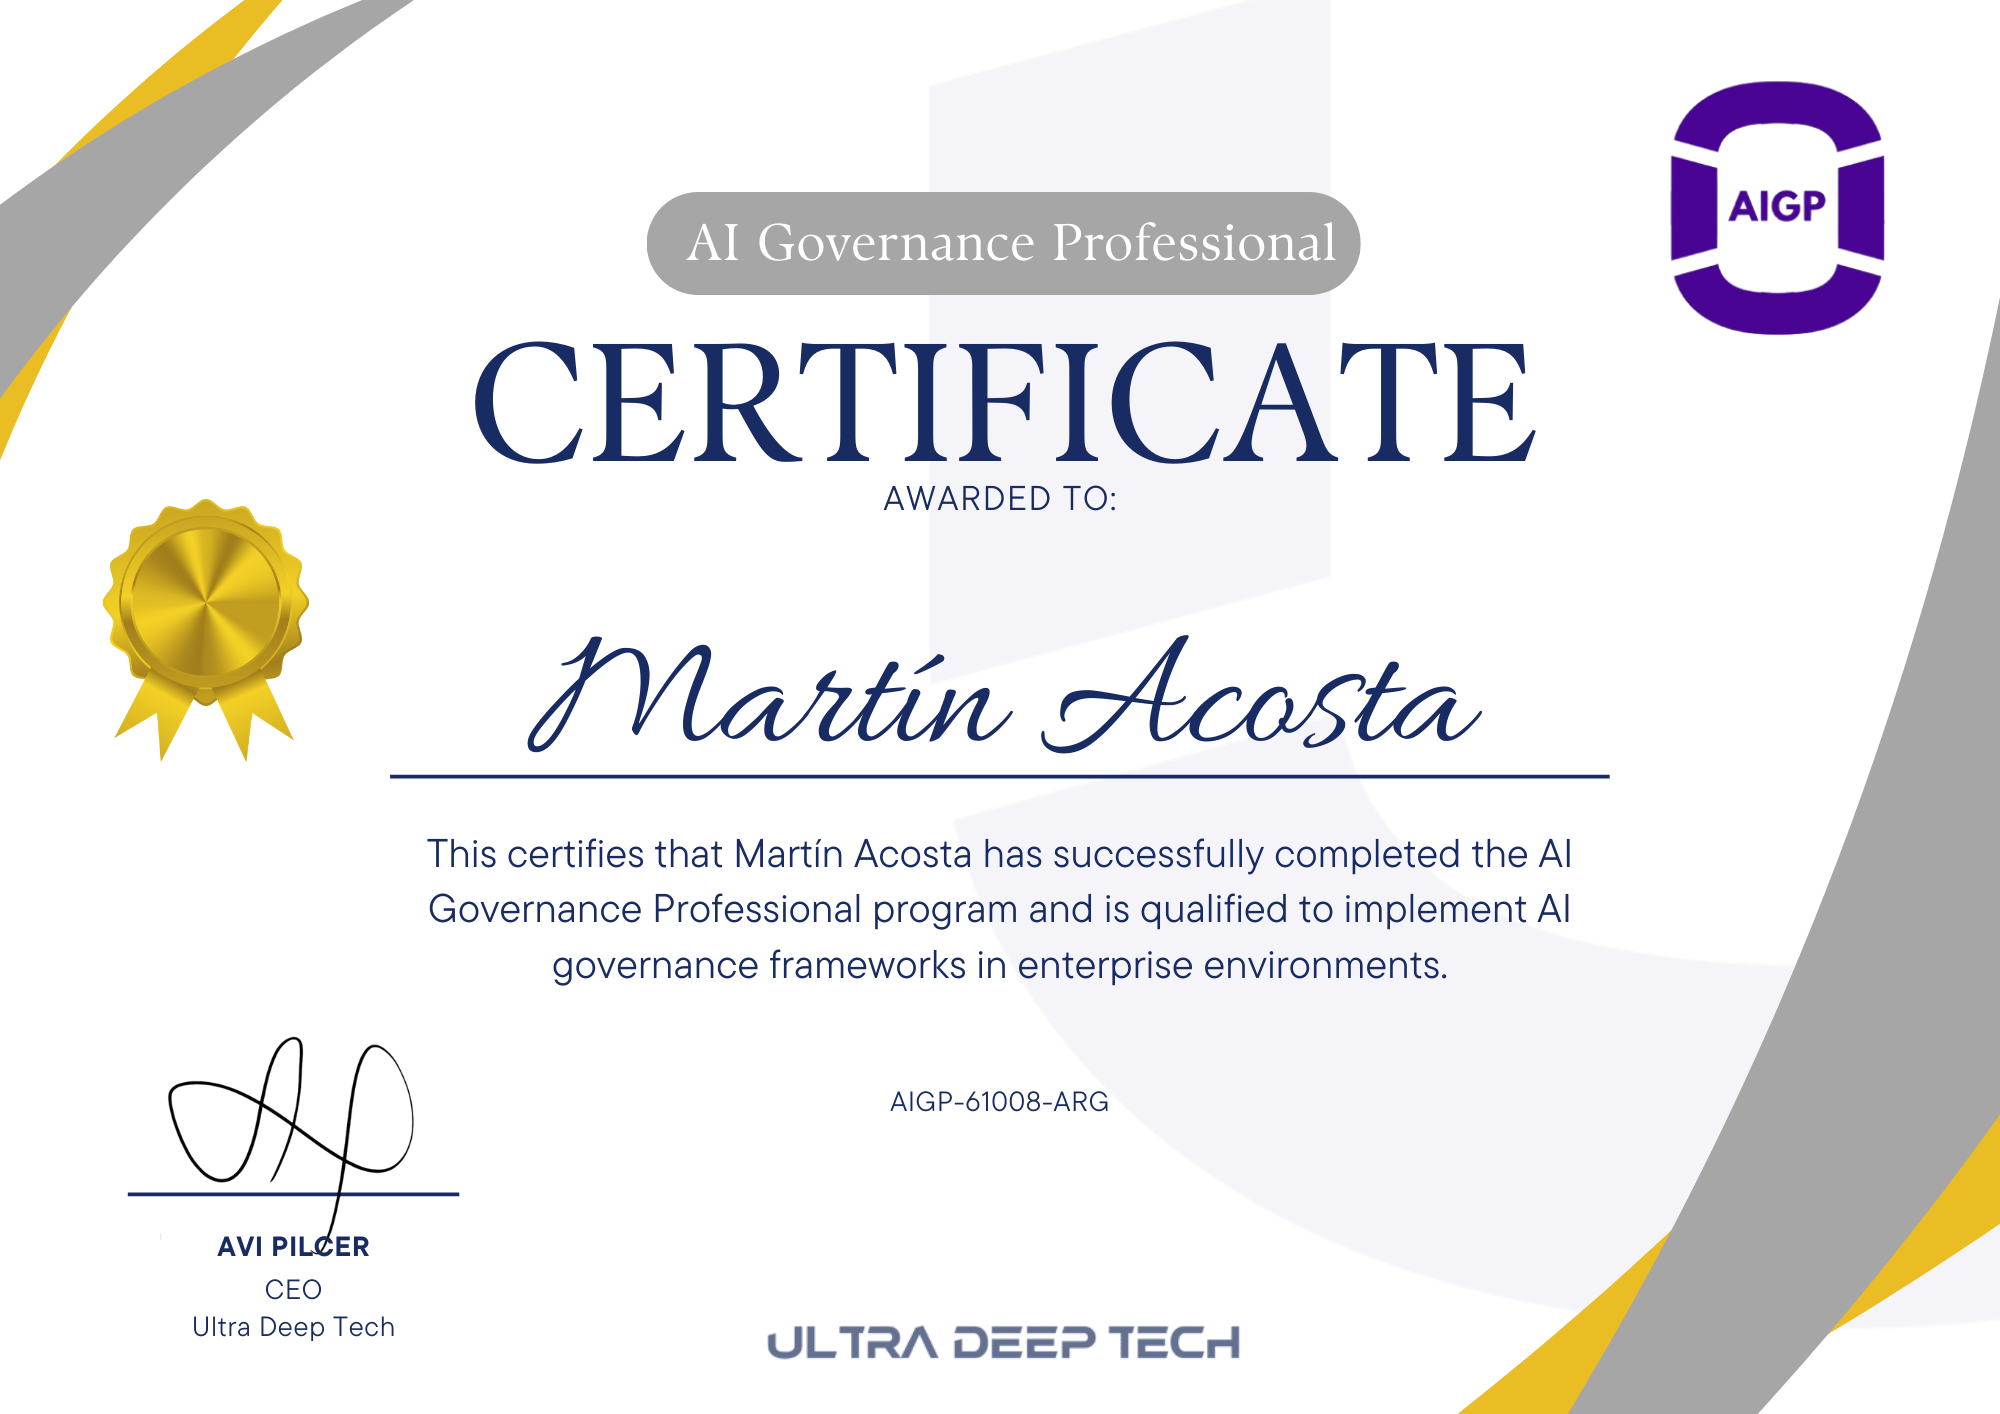 AIGP
AI Governance Professional
CERTIFICATE
AWARDED TO:
Martín Acosta
This certifies that Martín Acosta has successfully completed the AI
Governance Professional program and is qualified to implement AI
governance frameworks in enterprise environments.
AIGP-61008-ARG
AVI PILCER
CEO
Ultra Deep Tech
ULTRA DEEP TECH